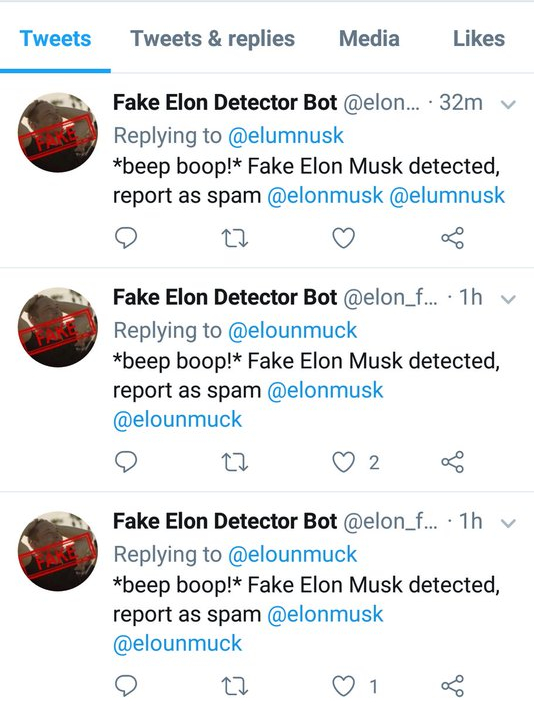 Tweets Tweets & replies Media Likes
Fake Elon Detector Bot @elon... · 32m
Replying to @elumnusk
*beep boop!* Fake Elon Musk detected,
report as spam @elonmusk @elumnusk
FAKE
Fake Elon Detector Bot @elon_f... · 1h
Replying to @elounmuck
*beep boop!* Fake Elon Musk detected,
report as spam @elonmusk
@elounmuck
2
FAKE
Fake Elon Detector Bot @elon_f... · 1h
Replying to @elounmuck
*beep boop!* Fake Elon Musk detected,
report as spam @elonmusk
@elounmuck
1
FAKE